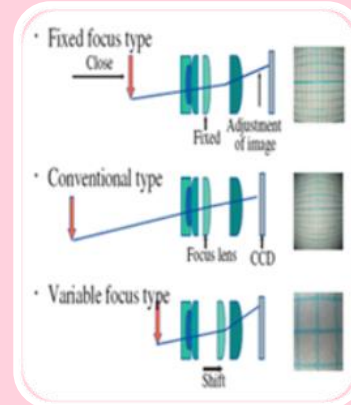 · Fixed focus type
Close
Fixed
Adjustment
of image
· Conventional type
Focus lens
CCD
· Variable focus type
Shift